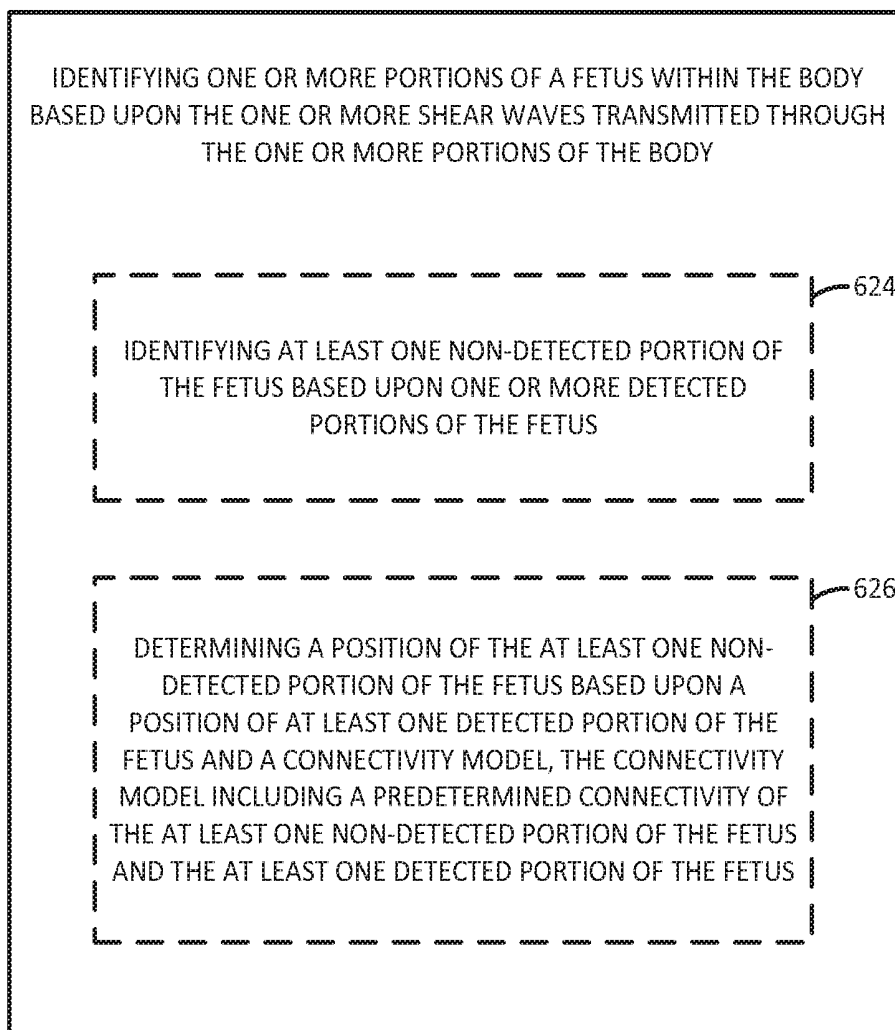 IDENTIFYING ONE OR MORE PORTIONS OF A FETUS WITHIN THE BODY
BASED UPON THE ONE OR MORE SHEAR WAVES TRANSMITTED THROUGH
THE ONE OR MORE PORTIONS OF THE BODY
624
IDENTIFYING AT LEAST ONE NON-DETECTED PORTION OF
THE FETUS BASED UPON ONE OR MORE DETECTED
PORTIONS OF THE FETUS
626
DETERMINING A POSITION OF THE AT LEAST ONE NON-
DETECTED PORTION OF THE FETUS BASED UPON A
POSITION OF AT LEAST ONE DETECTED PORTION OF THE
FETUS AND A CONNECTIVITY MODEL, THE CONNECTIVITY
MODEL INCLUDING A PREDETERMINED CONNECTIVITY OF
THE AT LEAST ONE NON-DETECTED PORTION OF THE FETUS
AND THE AT LEAST ONE DETECTED PORTION OF THE FETUS